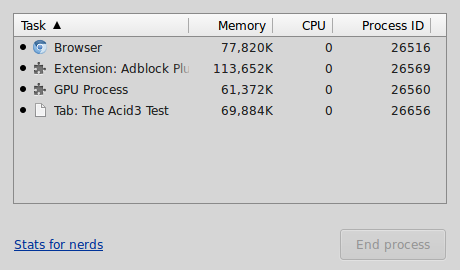 Task ▲ Memory CPU Process ID
Browser 77,820K 0 26516
Extension: Adblock Plu 113,652K 0 26569
GPU Process 61,372K 0 26560
Tab: The Acid3 Test 69,884K 0 26656
Stats for nerds End process